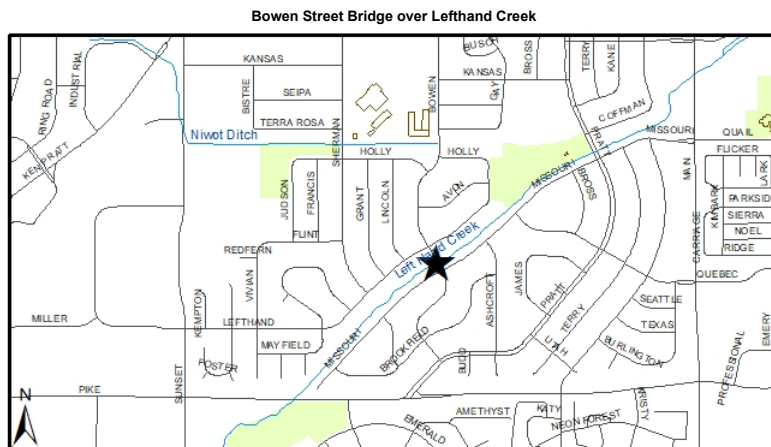 Bowen Street Bridge over Lefthand Creek
BUSCH
BROSS
TERRY
KANE
INDUSTRIAL
RING ROAD
KANSAS
KANSAS
BISTRE
SEIPA
GAY
BOWEN
COFFMAN
TERRA ROSA
SHERMAN
Niwot Ditch
PRATT
MISSOURI
QUAIL
KEN PRATT
HOLLY
HOLLY
FLICKER
MISSOURI
BROSS
MAIN
LARK
JUDSON
FRANCIS
GRANT
LINCOLN
AVON
KIMBARK
PARKSIDE
SIERRA
NOEL
FLINT
Left Hand Creek
CARRIAGE
RIDGE
REDFERN
VIVIAN
ASHCROFT
JAMES
QUEBEC
PRATT
SEATTLE
KEMPTON
MILLER
LEFTHAND
TERRY
TEXAS
MISSOURI
MAYFIELD
BROOKFIELD
BUDD
UTAH
BURLINGTON
PROFESSIONAL
EMERY
FOSTER
SUNSET
PIKE
N
KRISTY
AMETHYST
KATY
EMERALD
NEON FOREST